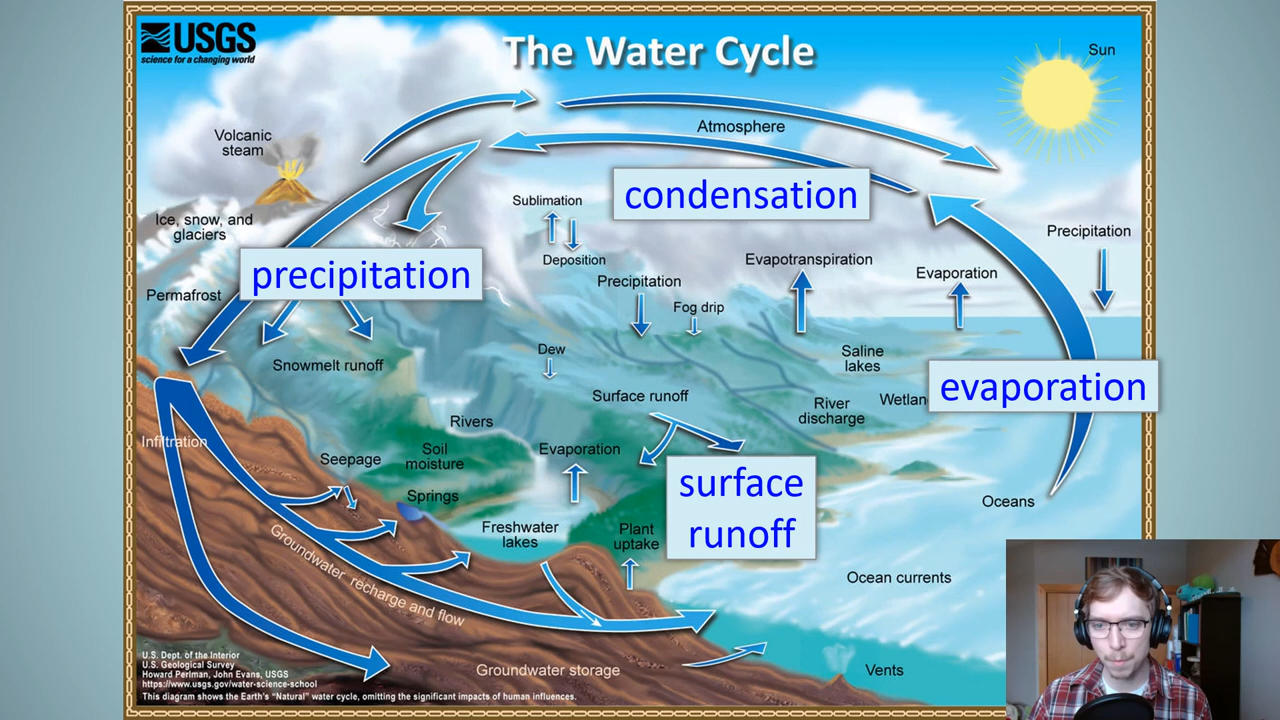 USGS
science for a changing world
The Water Cycle
Sun
Volcanic
steam
Atmosphere
condensation
Sublimation
Ice, snow, and
glaciers
Precipitation
Deposition
Evapotranspiration
precipitation
Evaporation
Precipitation
Permafrost
Fog drip
Dew
Snowmelt runoff
Saline
lakes
evaporation
Surface runoff
Wetlan
River
discharge
Rivers
Infiltration
Soil
moisture
Evaporation
Seepage
surface
runoff
Springs
Oceans
Freshwater
lakes
Plant
uptake
Groundwater recharge and flow
Ocean currents
Groundwater storage
Vents
U.S. Dept. of the Interior
U.S. Geological Survey
Howard Perlman, John Evans, USGS
https://www.usgs.gov/water-science-school
This diagram shows the Earth's "Natural" water cycle, omitting the significant impacts of human influences.